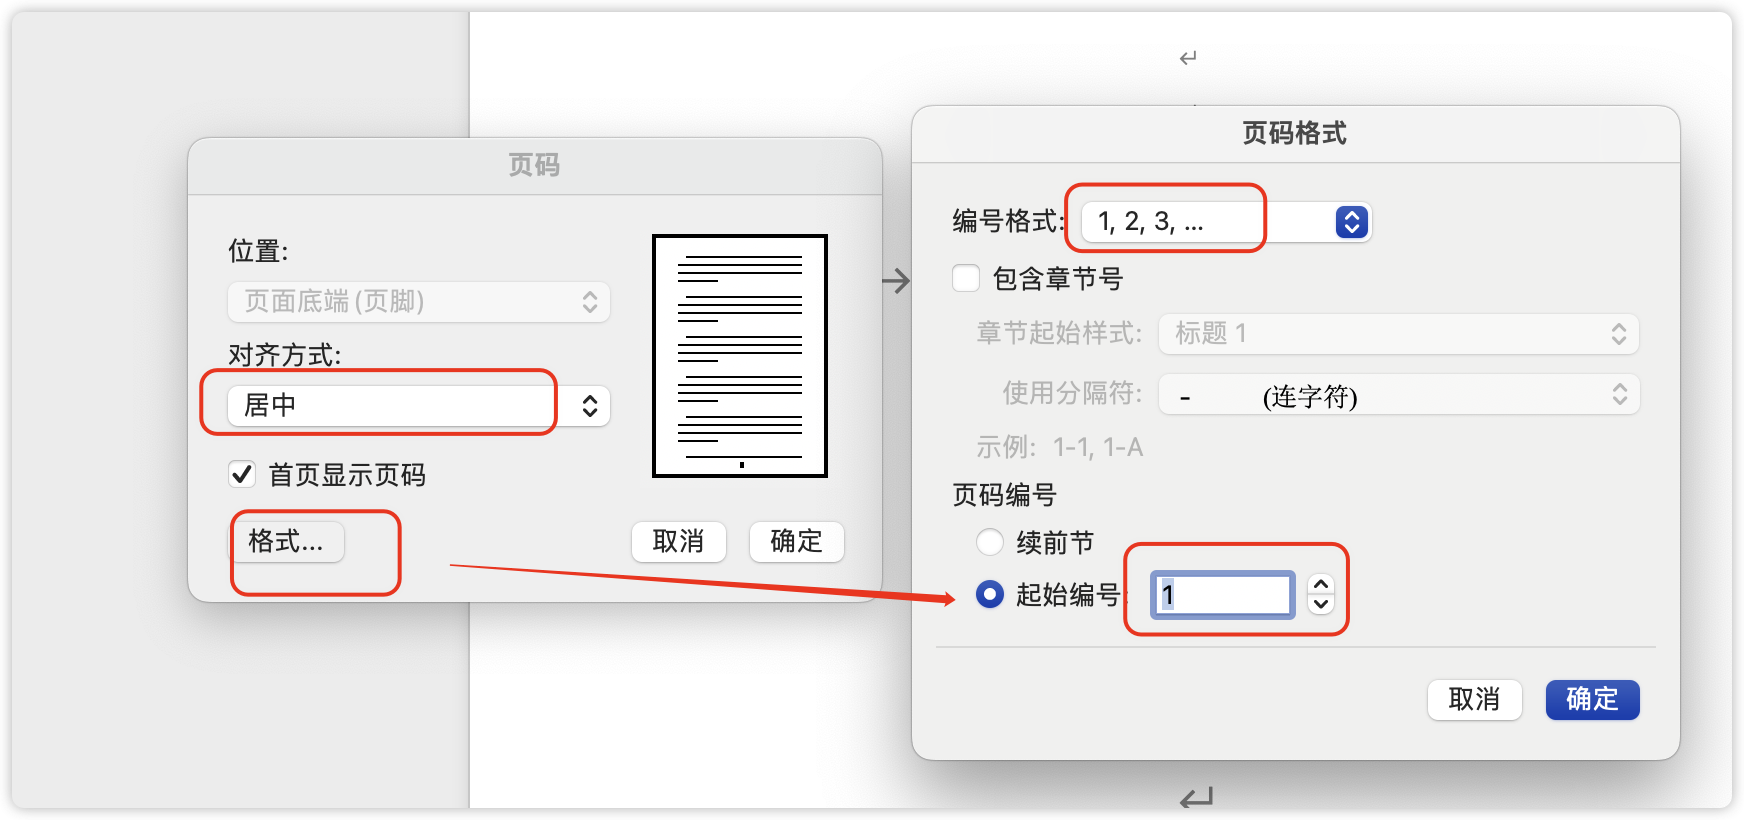 页码
位置:
页面底端 (页脚)
对齐方式:
居中
首页显示页码
格式...
取消
确定
页码格式
编号格式:
1, 2, 3, ...
包含章节号
章节起始样式:
标题 1
使用分隔符:
- (连字符)
示例: 1-1, 1-A
页码编号
续前节
起始编号:
1
取消
确定